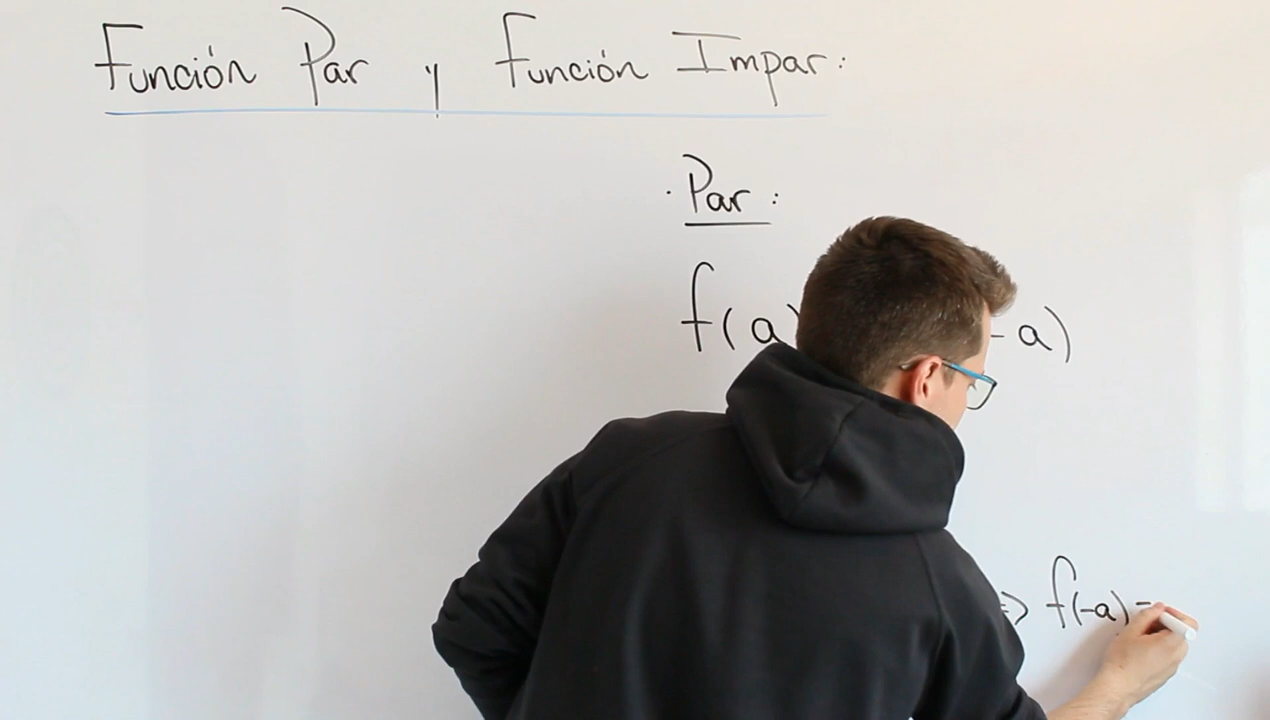 Función Par y Función Impar:
· Par:
f(a) -a)
=> f(-a) =